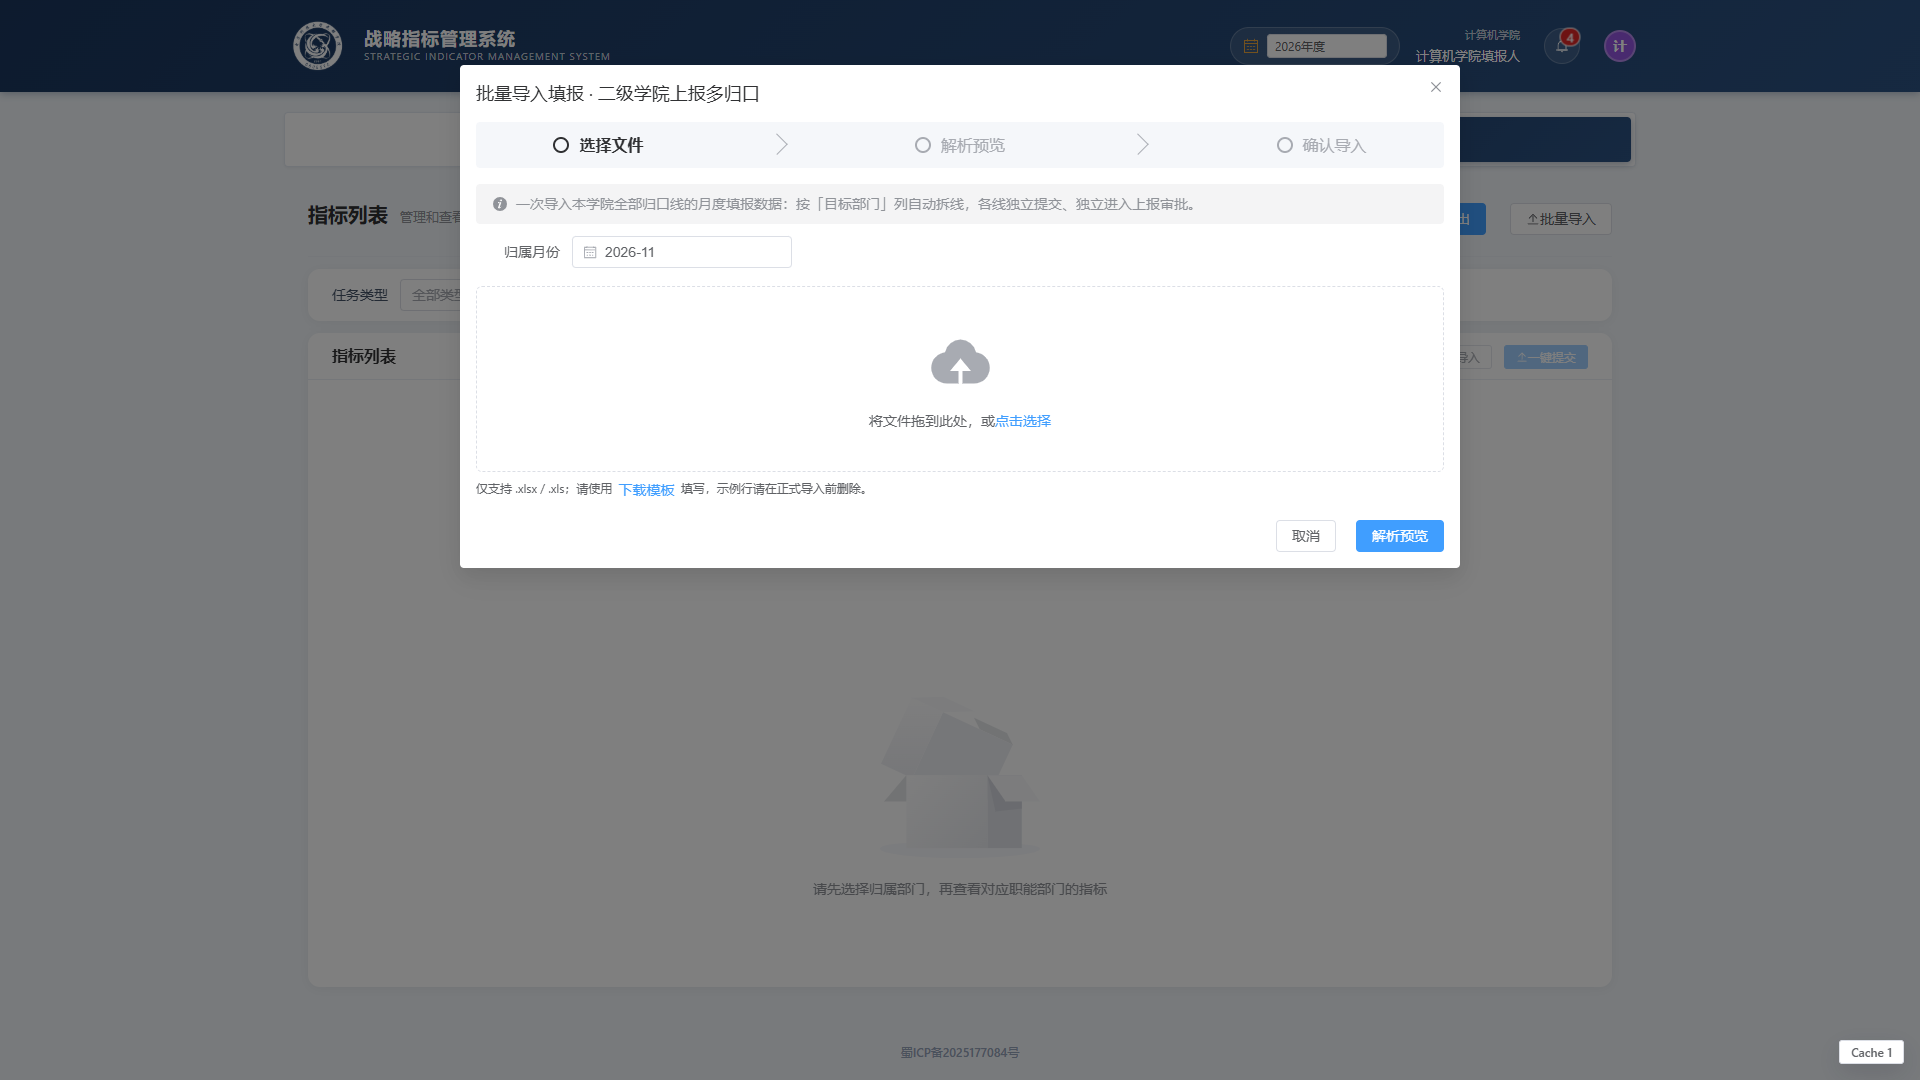 战略指标管理系统
STRATEGIC INDICATOR MANAGEMENT SYSTEM
2026年度
计算机学院
计算机学院填报人
4
计
批量导入填报 · 二级学院上报多归口
选择文件
解析预览
确认导入
一次导入本学院全部归口线的月度填报数据：按「目标部门」列自动拆线，各线独立提交、独立进入上报审批。
归属月份
2026-11
将文件拖到此处，或点击选择
仅支持 .xlsx / .xls；请使用 下载模板 填写，示例行请在正式导入前删除。
取消
解析预览
指标列表
管理和查看
出
批量导入
任务类型
全部类型
指标列表
导入
一键提交
请先选择归属部门，再查看对应职能部门的指标
蜀ICP备2025177084号
Cache 1